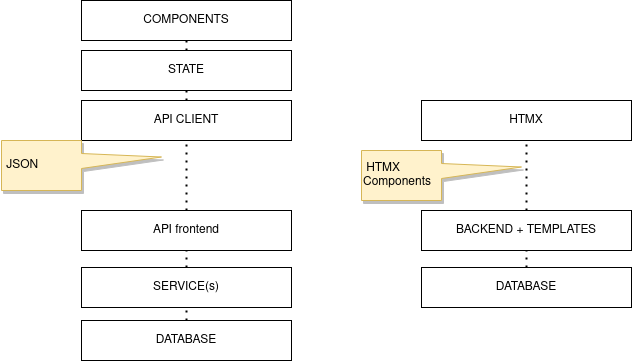 COMPONENTS
STATE
API CLIENT
JSON
API frontend
SERVICE(s)
DATABASE
HTMX
HTMX
Components
BACKEND + TEMPLATES
DATABASE